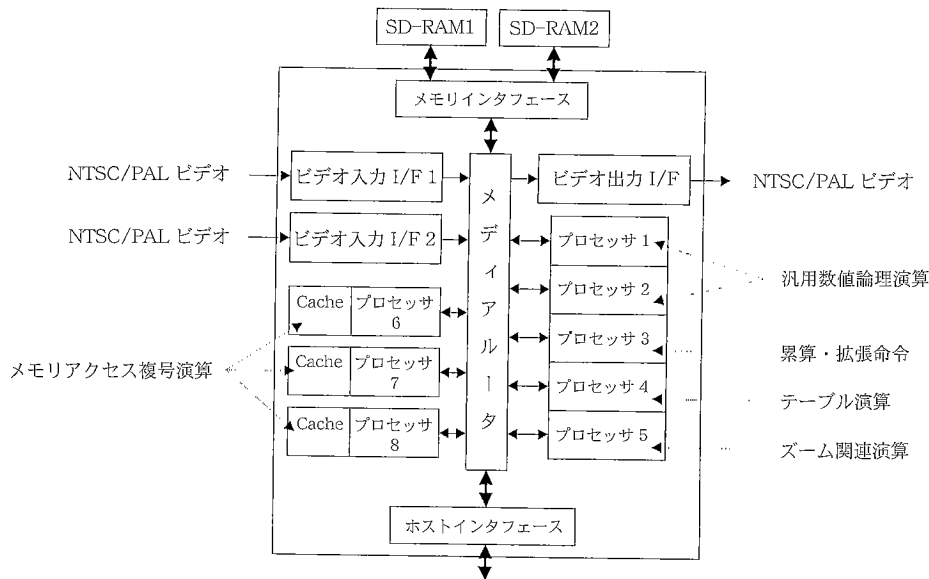 SD-RAM1
SD-RAM2
メモリインタフェース
NTSC/PAL ビデオ
ビデオ入力 I/F 1
ビデオ出力 I/F
NTSC/PAL ビデオ
NTSC/PAL ビデオ
ビデオ入力 I/F 2
メディアルータ
プロセッサ 1
プロセッサ 2
汎用数値論理演算
Cache
プロセッサ
6
プロセッサ 3
累算・拡張命令
メモリアクセス複号演算
Cache
プロセッサ
7
プロセッサ 4
テーブル演算
Cache
プロセッサ
8
プロセッサ 5
ズーム関連演算
ホストインタフェース